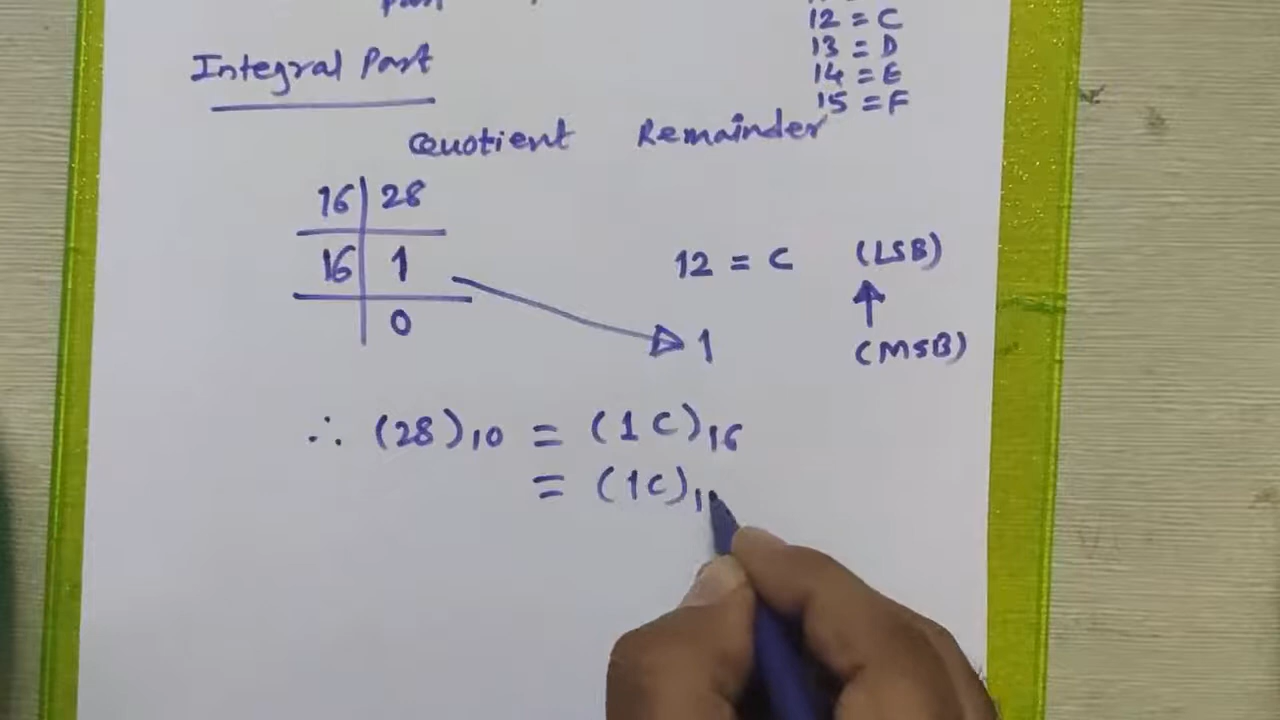 Part
12 = C
13 = D
14 = E
15 = F
Integral Part
Quotient Remainder
16 28
16 1 12 = C (LSB)
0 1 (MSB)
∴ (28)10 = (1C)16
= (1C)1